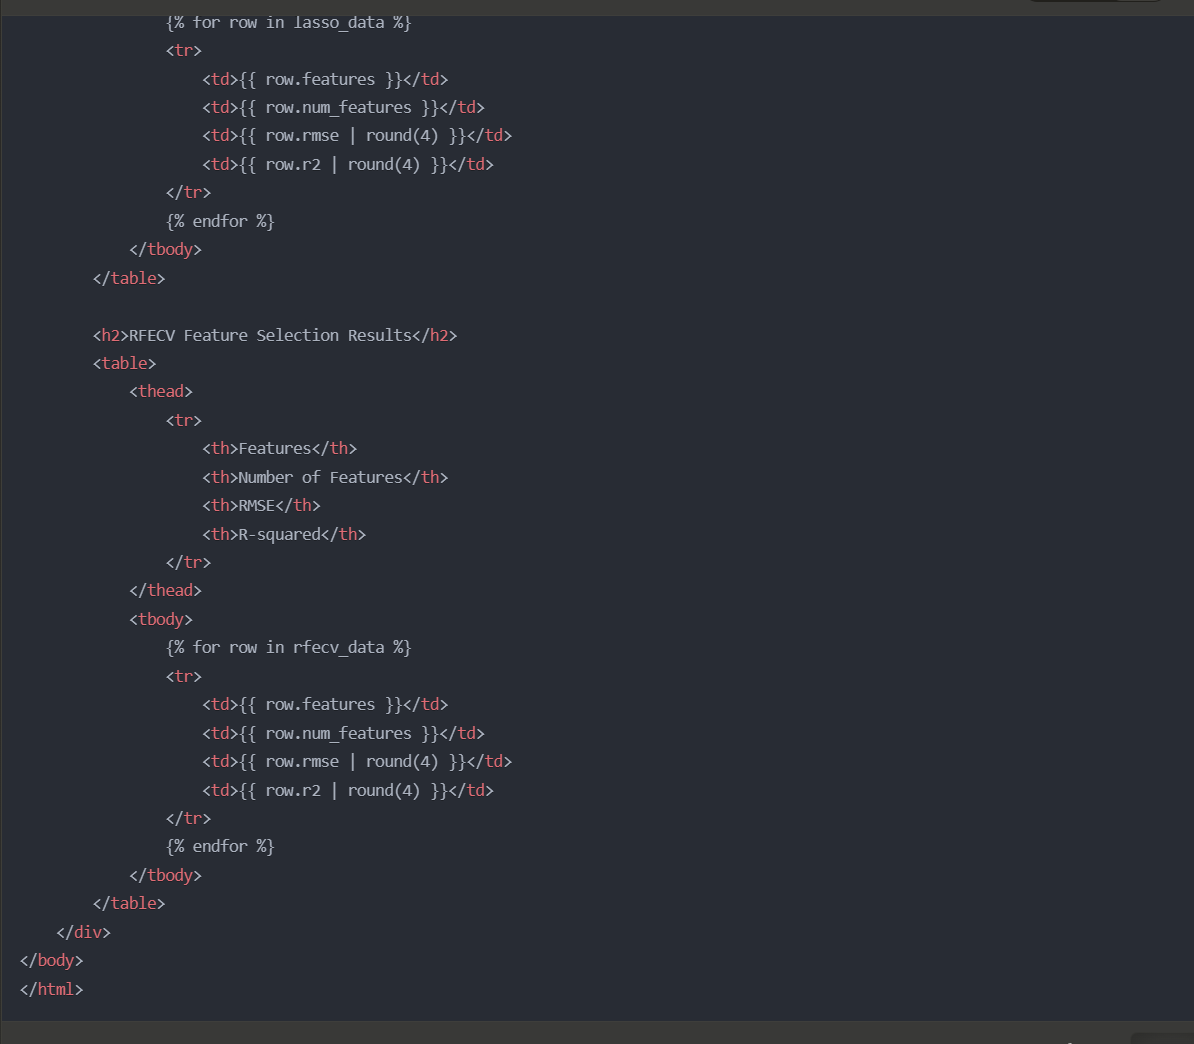 {% for row in lasso_data %}
<tr>
<td>{{ row.features }}</td>
<td>{{ row.num_features }}</td>
<td>{{ row.rmse | round(4) }}</td>
<td>{{ row.r2 | round(4) }}</td>
</tr>
{% endfor %}
</tbody>
</table>
<h2>RFECV Feature Selection Results</h2>
<table>
<thead>
<tr>
<th>Features</th>
<th>Number of Features</th>
<th>RMSE</th>
<th>R-squared</th>
</tr>
</thead>
<tbody>
{% for row in rfecv_data %}
<tr>
<td>{{ row.features }}</td>
<td>{{ row.num_features }}</td>
<td>{{ row.rmse | round(4) }}</td>
<td>{{ row.r2 | round(4) }}</td>
</tr>
{% endfor %}
</tbody>
</table>
</div>
</body>
</html>